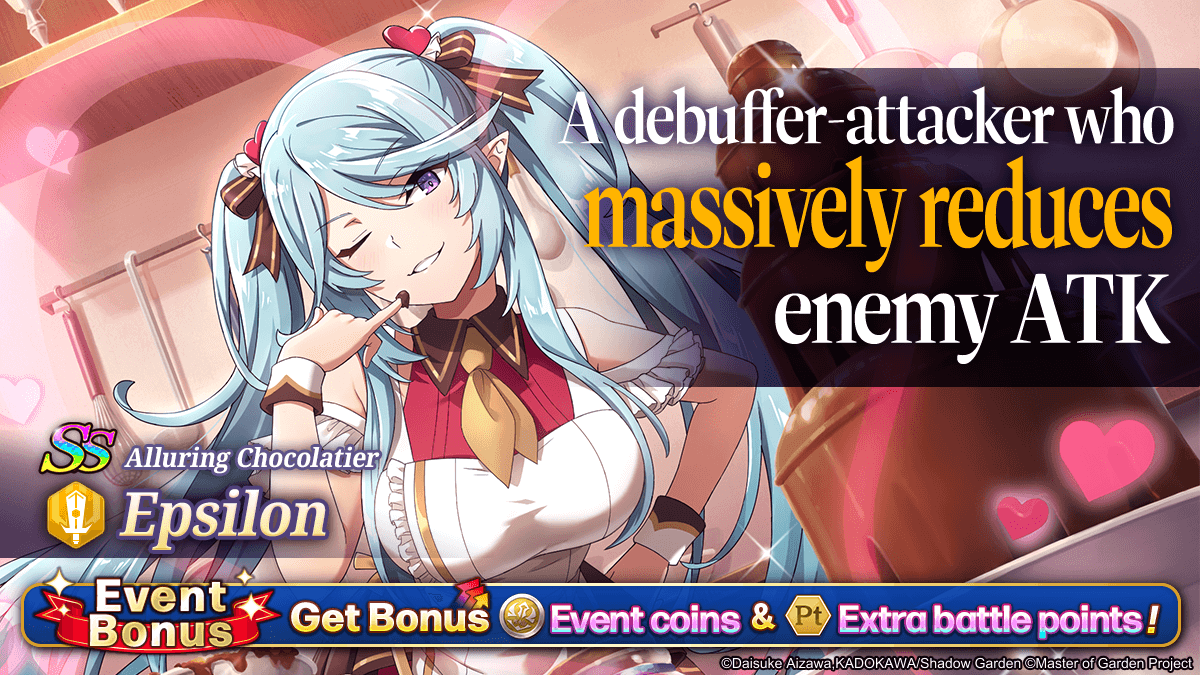 A debuffer-attacker who
massively reduces
enemy ATK
SS Alluring Chocolatier
Epsilon
Event
Bonus
Get Bonus Event coins & Pt Extra battle points!
©Daisuke Aizawa,KADOKAWA/Shadow Garden ©Master of Garden Project